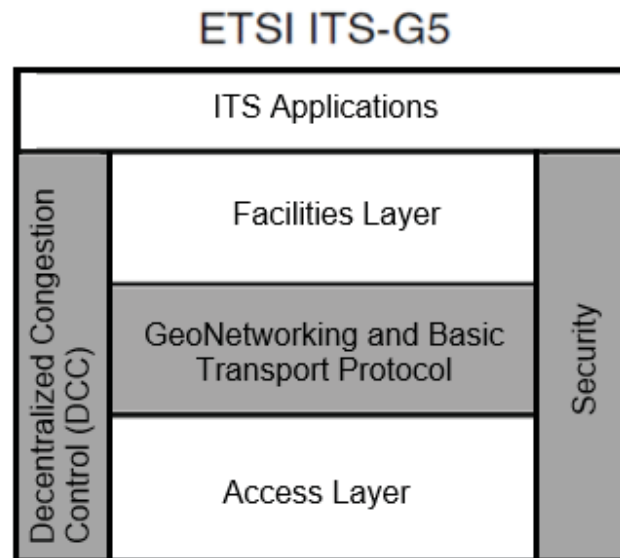 ETSI ITS-G5
ITS Applications
Decentralized Congestion
Control (DCC)
Facilities Layer
GeoNetworking and Basic
Transport Protocol
Access Layer
Security